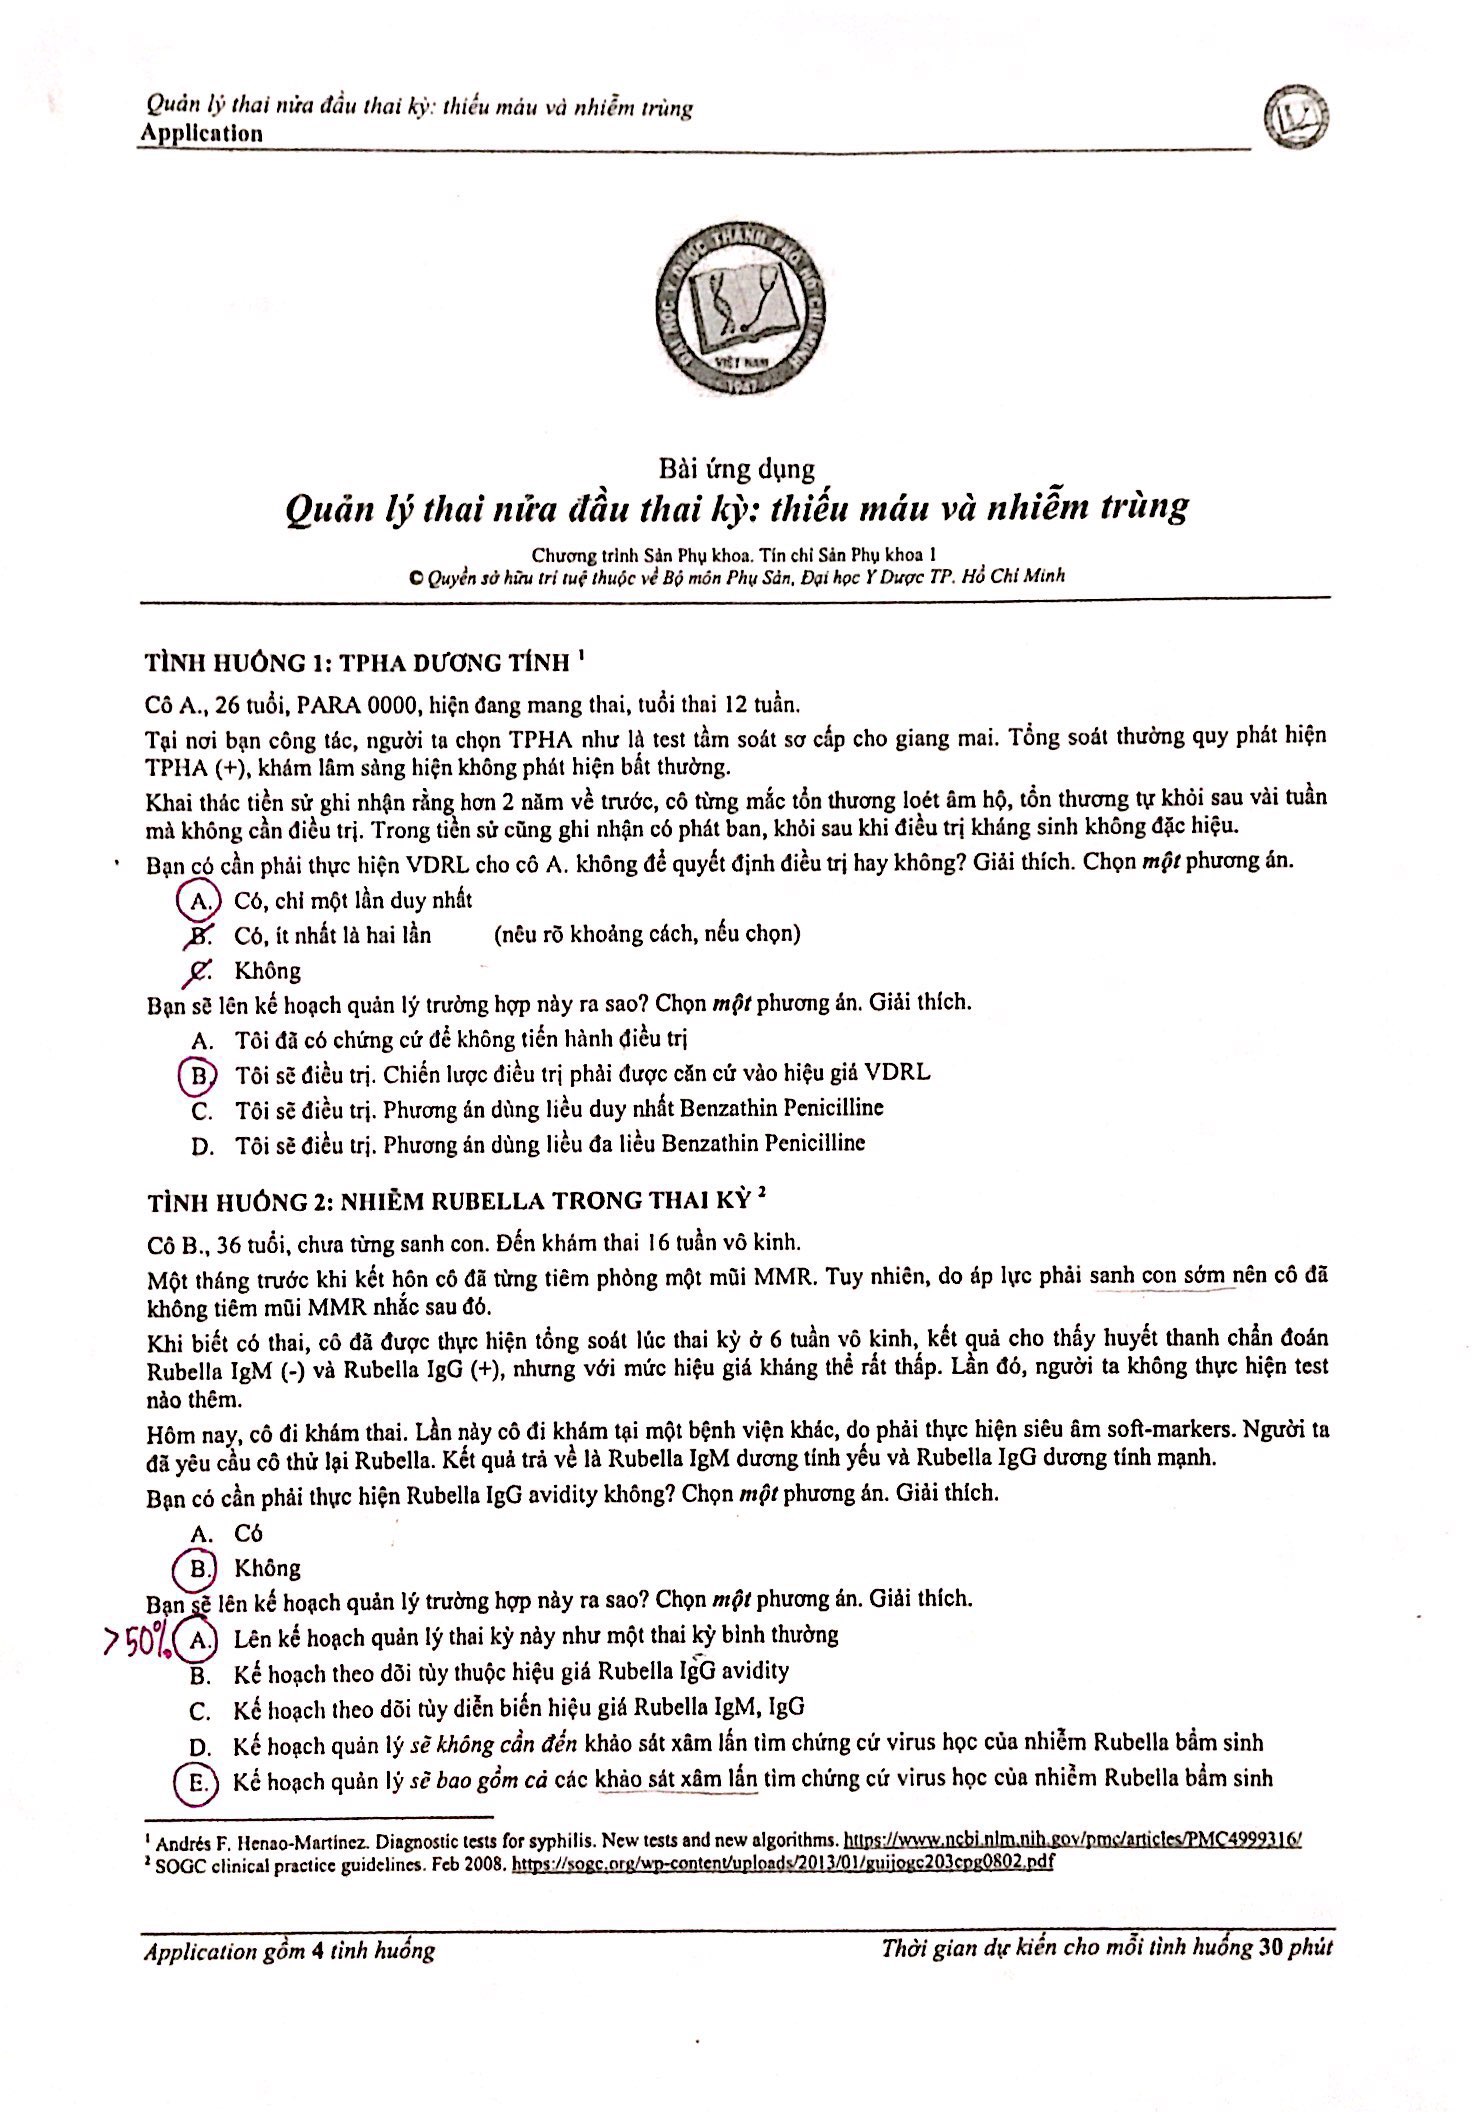 Quản lý thai nửa đầu thai kỳ: thiếu máu và nhiễm trùng
Application
ĐẠI HỌC Y DƯỢC THÀNH PHỐ HỒ CHÍ MINH
VIỆT NAM
1947
Bài ứng dụng
Quản lý thai nửa đầu thai kỳ: thiếu máu và nhiễm trùng
Chương trình Sản Phụ khoa. Tín chỉ Sản Phụ khoa 1
© Quyền sở hữu trí tuệ thuộc về Bộ môn Phụ Sản, Đại học Y Dược TP. Hồ Chí Minh
TÌNH HUỐNG 1: TPHA DƯƠNG TÍNH 1
Cô A., 26 tuổi, PARA 0000, hiện đang mang thai, tuổi thai 12 tuần.
Tại nơi bạn công tác, người ta chọn TPHA như là test tầm soát sơ cấp cho giang mai. Tổng soát thường quy phát hiện
TPHA (+), khám lâm sàng hiện không phát hiện bất thường.
Khai thác tiền sử ghi nhận rằng hơn 2 năm về trước, cô từng mắc tổn thương loét âm hộ, tổn thương tự khỏi sau vài tuần
mà không cần điều trị. Trong tiền sử cũng ghi nhận có phát ban, khỏi sau khi điều trị kháng sinh không đặc hiệu.
Bạn có cần phải thực hiện VDRL cho cô A. không để quyết định điều trị hay không? Giải thích. Chọn một phương án.
A. Có, chỉ một lần duy nhất
B. Có, ít nhất là hai lần (nêu rõ khoảng cách, nếu chọn)
C. Không
Bạn sẽ lên kế hoạch quản lý trường hợp này ra sao? Chọn một phương án. Giải thích.
A. Tôi đã có chứng cứ để không tiến hành điều trị
B. Tôi sẽ điều trị. Chiến lược điều trị phải được căn cứ vào hiệu giá VDRL
C. Tôi sẽ điều trị. Phương án dùng liều duy nhất Benzathin Penicilline
D. Tôi sẽ điều trị. Phương án dùng liều đa liều Benzathin Penicilline
TÌNH HUỐNG 2: NHIỄM RUBELLA TRONG THAI KỲ 2
Cô B., 36 tuổi, chưa từng sanh con. Đến khám thai 16 tuần vô kinh.
Một tháng trước khi kết hôn cô đã từng tiêm phòng một mũi MMR. Tuy nhiên, do áp lực phải sanh con sớm nên cô đã
không tiêm mũi MMR nhắc sau đó.
Khi biết có thai, cô đã được thực hiện tổng soát lúc thai kỳ ở 6 tuần vô kinh, kết quả cho thấy huyết thanh chẩn đoán
Rubella IgM (-) và Rubella IgG (+), nhưng với mức hiệu giá kháng thể rất thấp. Lần đó, người ta không thực hiện test
nào thêm.
Hôm nay, cô đi khám thai. Lần này cô đi khám tại một bệnh viện khác, do phải thực hiện siêu âm soft-markers. Người ta
đã yêu cầu cô thử lại Rubella. Kết quả trả về là Rubella IgM dương tính yếu và Rubella IgG dương tính mạnh.
Bạn có cần phải thực hiện Rubella IgG avidity không? Chọn một phương án. Giải thích.
A. Có
B. Không
Bạn sẽ lên kế hoạch quản lý trường hợp này ra sao? Chọn một phương án. Giải thích.
>50% A. Lên kế hoạch quản lý thai kỳ này như một thai kỳ bình thường
B. Kế hoạch theo dõi tùy thuộc hiệu giá Rubella IgG avidity
C. Kế hoạch theo dõi tùy diễn biến hiệu giá Rubella IgM, IgG
D. Kế hoạch quản lý sẽ không cần đến khảo sát xâm lấn tìm chứng cứ virus học của nhiễm Rubella bẩm sinh
E. Kế hoạch quản lý sẽ bao gồm cả các khảo sát xâm lấn tìm chứng cứ virus học của nhiễm Rubella bẩm sinh
1 Andrés F. Henao-Martínez. Diagnostic tests for syphilis. New tests and new algorithms. https://www.ncbi.nlm.nih.gov/pmc/articles/PMC4999316/
2 SOGC clinical practice guidelines. Feb 2008. https://sogc.org/wp-content/uploads/2013/01/guijogc203cpg0802.pdf
Application gồm 4 tình huống
Thời gian dự kiến cho mỗi tình huống 30 phút